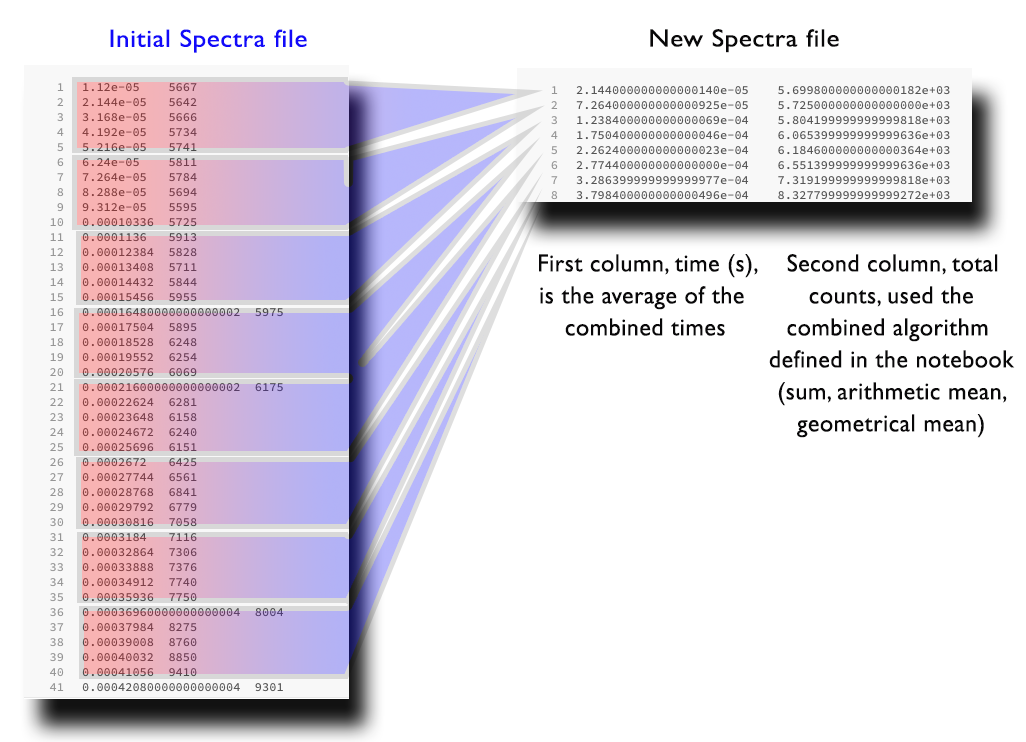 Initial Spectra file
New Spectra file
1 1.12e-05 5667
2 2.144e-05 5642
3 3.168e-05 5666
4 4.192e-05 5734
5 5.216e-05 5741
6 6.24e-05 5811
7 7.264e-05 5784
8 8.288e-05 5694
9 9.312e-05 5595
10 0.00010336 5725
11 0.0001136 5913
12 0.00012384 5828
13 0.00013408 5711
14 0.00014432 5844
15 0.00015456 5955
16 0.00016480000000000002 5975
17 0.00017504 5895
18 0.00018528 6248
19 0.00019552 6254
20 0.00020576 6069
21 0.00021600000000000002 6175
22 0.00022624 6281
23 0.00023648 6158
24 0.00024672 6240
25 0.00025696 6151
26 0.0002672 6425
27 0.00027744 6561
28 0.00028768 6841
29 0.00029792 6779
30 0.00030816 7058
31 0.0003184 7116
32 0.00032864 7306
33 0.00033888 7376
34 0.00034912 7740
35 0.00035936 7750
36 0.00036960000000000004 8004
37 0.00037984 8275
38 0.00039008 8760
39 0.00040032 8850
40 0.00041056 9410
41 0.00042080000000000004 9301
1 2.144000000000000140e-05 5.699800000000000182e+03
2 7.264000000000000925e-05 5.725000000000000000e+03
3 1.238400000000000069e-04 5.804199999999999818e+03
4 1.750400000000000046e-04 6.065399999999999636e+03
5 2.262400000000000023e-04 6.184600000000000364e+03
6 2.774400000000000000e-04 6.551399999999999636e+03
7 3.286399999999999977e-04 7.319199999999999818e+03
8 3.798400000000000496e-04 8.327799999999999272e+03
First column, time (s),
is the average of the
combined times
Second column, total
counts, used the
combined algorithm
defined in the notebook
(sum, arithmetic mean,
geometrical mean)